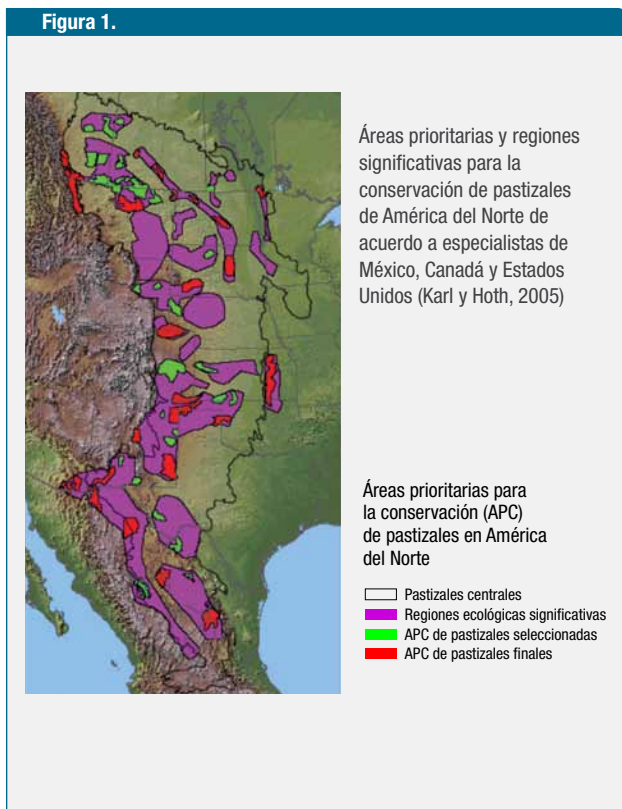 Figura 1.
Áreas prioritarias y regiones
significativas para la
conservación de pastizales
de América del Norte de
acuerdo a especialistas de
México, Canadá y Estados
Unidos (Karl y Hoth, 2005)
Áreas prioritarias para
la conservación (APC)
de pastizales en América
del Norte
Pastizales centrales
Regiones ecológicas significativas
APC de pastizales seleccionadas
APC de pastizales finales